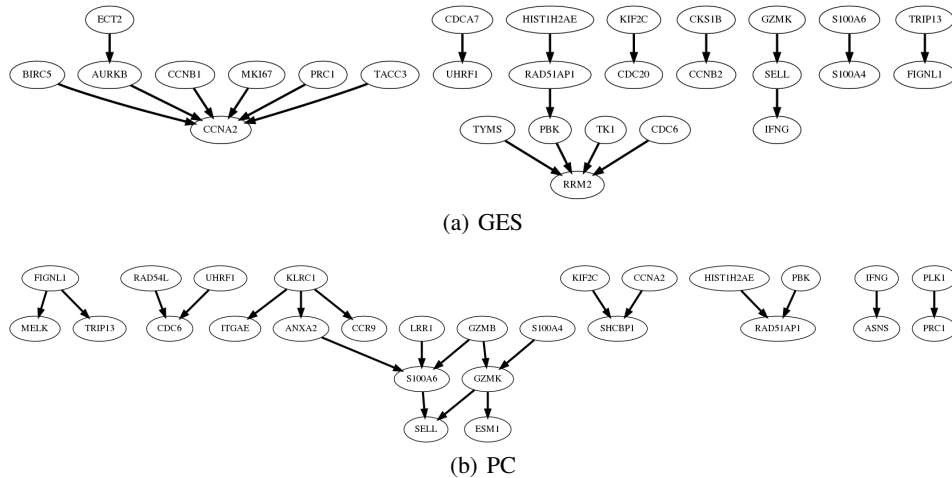 ECT2 CDCA7 HIST1H2AE KIF2C CKS1B GZMK S100A6 TRIP13
BIRC5 AURKB CCNB1 MKI67 PRC1 TACC3 UHRF1 RAD51AP1 CDC20 CCNB2 SELL S100A4 FIGNL1
CCNA2 TYMS PBK TK1 CDC6 IFNG
RRM2
(a) GES
FIGNL1 RAD54L UHRF1 KLRC1 KIF2C CCNA2 HIST1H2AE PBK IFNG PLK1
MELK TRIP13 CDC6 ITGAE ANXA2 CCR9 LRR1 GZMB S100A4 SHCBP1 RAD51AP1 ASNS PRC1
S100A6 GZMK
SELL ESM1
(b) PC